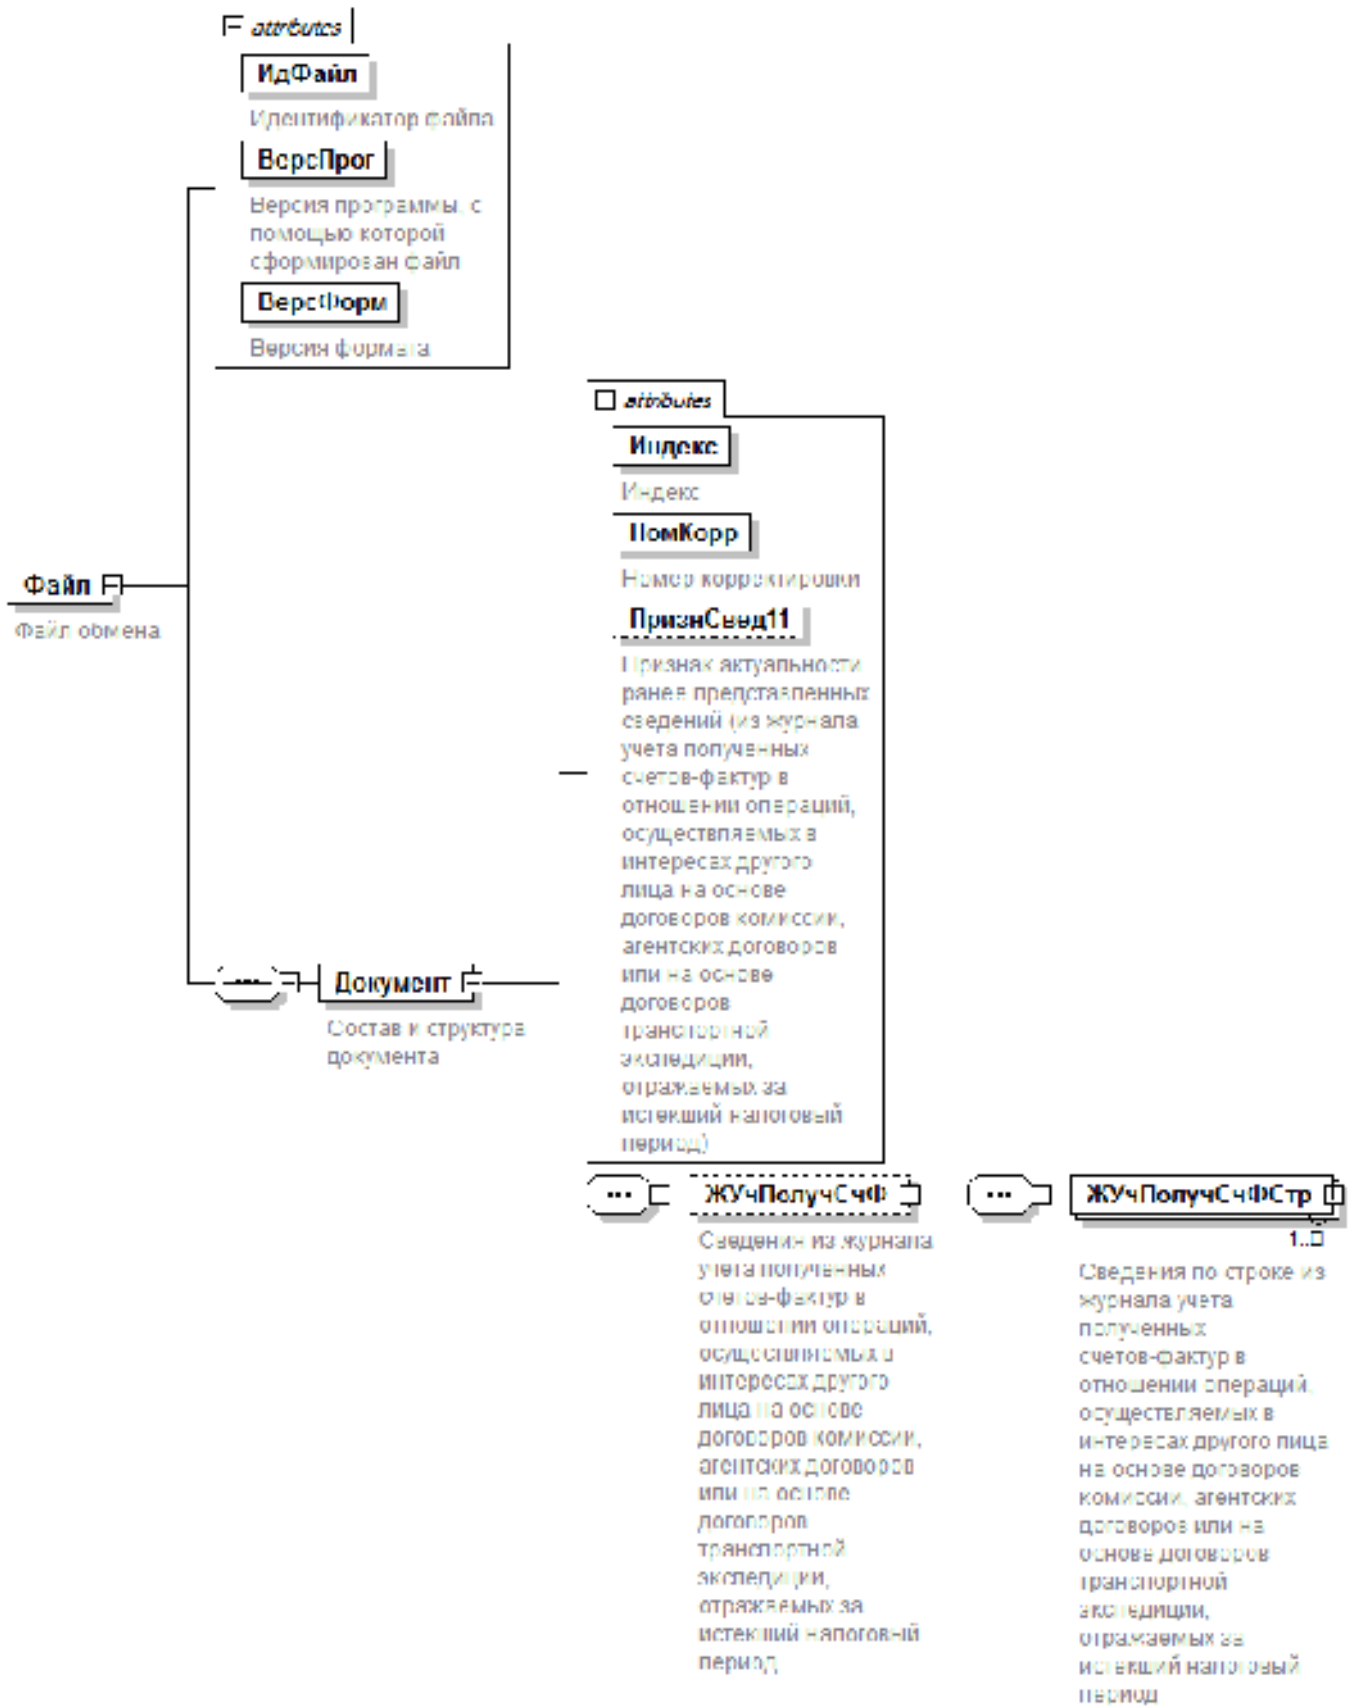 attributes
ИдФайл
Идентификатор файла
ВерсПрог
Версия программы, с
помощью которой
сформирован файл
ВерсФорм
Версия формата
attributes
Индекс
Индекс
НомКорр
Номер корректировки
ПризнСвед11
Признак актуальности
ранее представленных
сведений (из журнала
учета полученных
счетов-фактур в
отношении операций,
осуществляемых в
интересах другого
лица на основе
договоров комиссии,
агентских договоров
или на основе
договоров
транспортной
экспедиции,
отражаемых за
истекший налоговый
период)
Файл
Файл обмена
Документ
Состав и структура
документа
ЖУчПолучСчФ
Сведения из журнала
учета полученных
счетов-фактур в
отношении операций,
осуществляемых в
интересах другого
лица на основе
договоров комиссии,
агентских договоров
или на основе
договоров
транспортной
экспедиции,
отражаемых за
истекший налоговый
период
ЖУчПолучСчФСтр
1..□
Сведения по строке из
журнала учета
полученных
счетов-фактур в
отношении операций,
осуществляемых в
интересах другого лица
на основе договоров
комиссии, агентских
договоров или на
основе договоров
транспортной
экспедиции,
отражаемых за
истекший налоговый
период